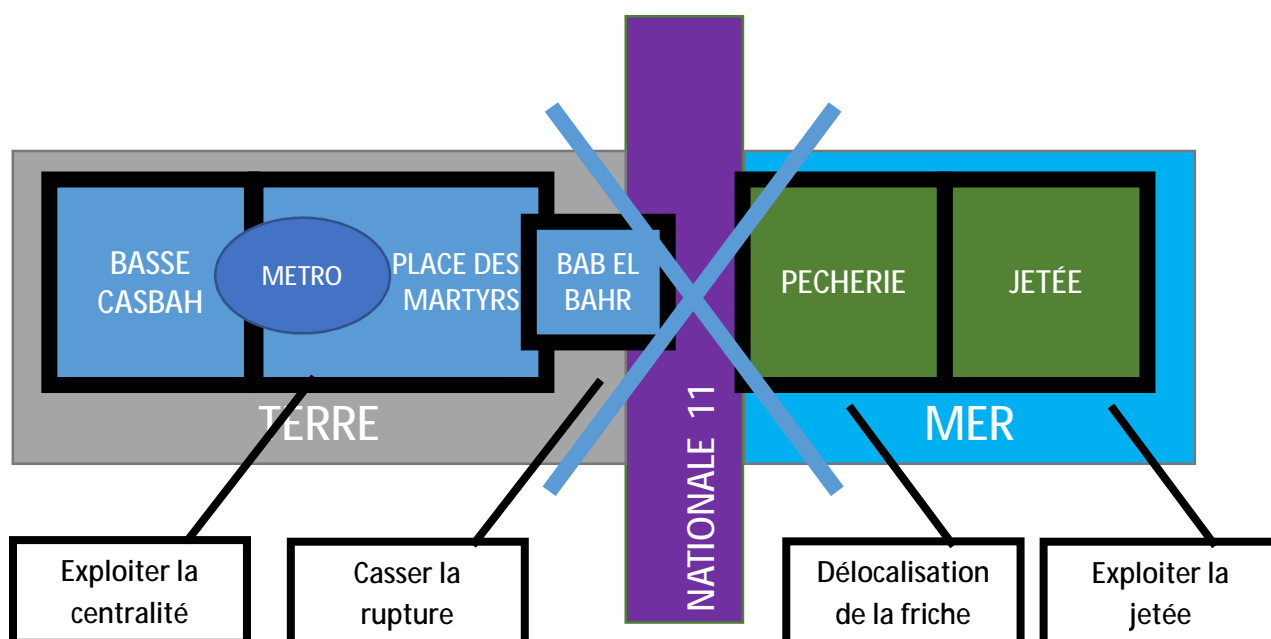 BASSE
CASBAH
METRO
PLACE DES
MARTYRS
BAB EL
BAHR
PECHERIE
JETÉE
TERRE
NATIONALE 11
MER
Exploiter la
centralité
Casser la
rupture
Délocalisation
de la friche
Exploiter la
jetée